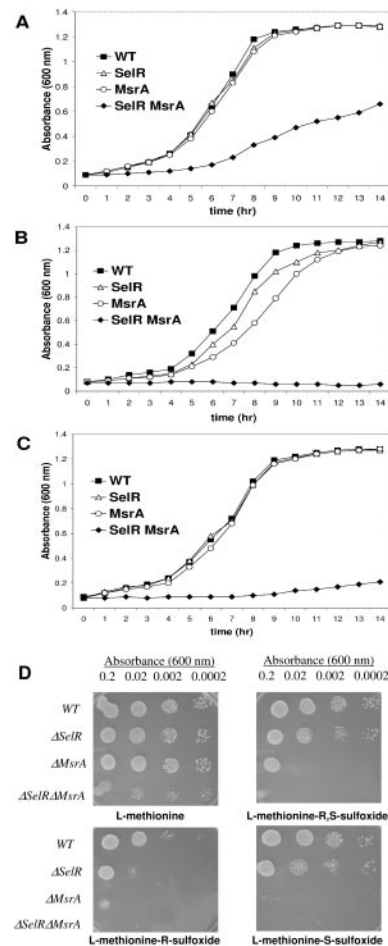 A
1.4
1.2
1
0.8
0.6
0.4
0.2
0
Absorbance (600 nm)
WT
SelR
MsrA
SelR MsrA
0 1 2 3 4 5 6 7 8 9 10 11 12 13 14
time (hr)
B
1.4
1.2
1
0.8
0.6
0.4
0.2
0
Absorbance (600 nm)
WT
SelR
MsrA
SelR MsrA
0 1 2 3 4 5 6 7 8 9 10 11 12 13 14
time (hr)
C
1.4
1.2
1
0.8
0.6
0.4
0.2
0
Absorbance (600 nm)
WT
SelR
MsrA
SelR MsrA
0 1 2 3 4 5 6 7 8 9 10 11 12 13 14
time (hr)
D
Absorbance (600 nm)
0.2 0.02 0.002 0.0002
Absorbance (600 nm)
0.2 0.02 0.002 0.0002
WT
ΔSelR
ΔMsrA
ΔSelRΔMsrA
L-methionine
L-methionine-R,S-sulfoxide
WT
ΔSelR
ΔMsrA
ΔSelRΔMsrA
L-methionine-R-sulfoxide
L-methionine-S-sulfoxide